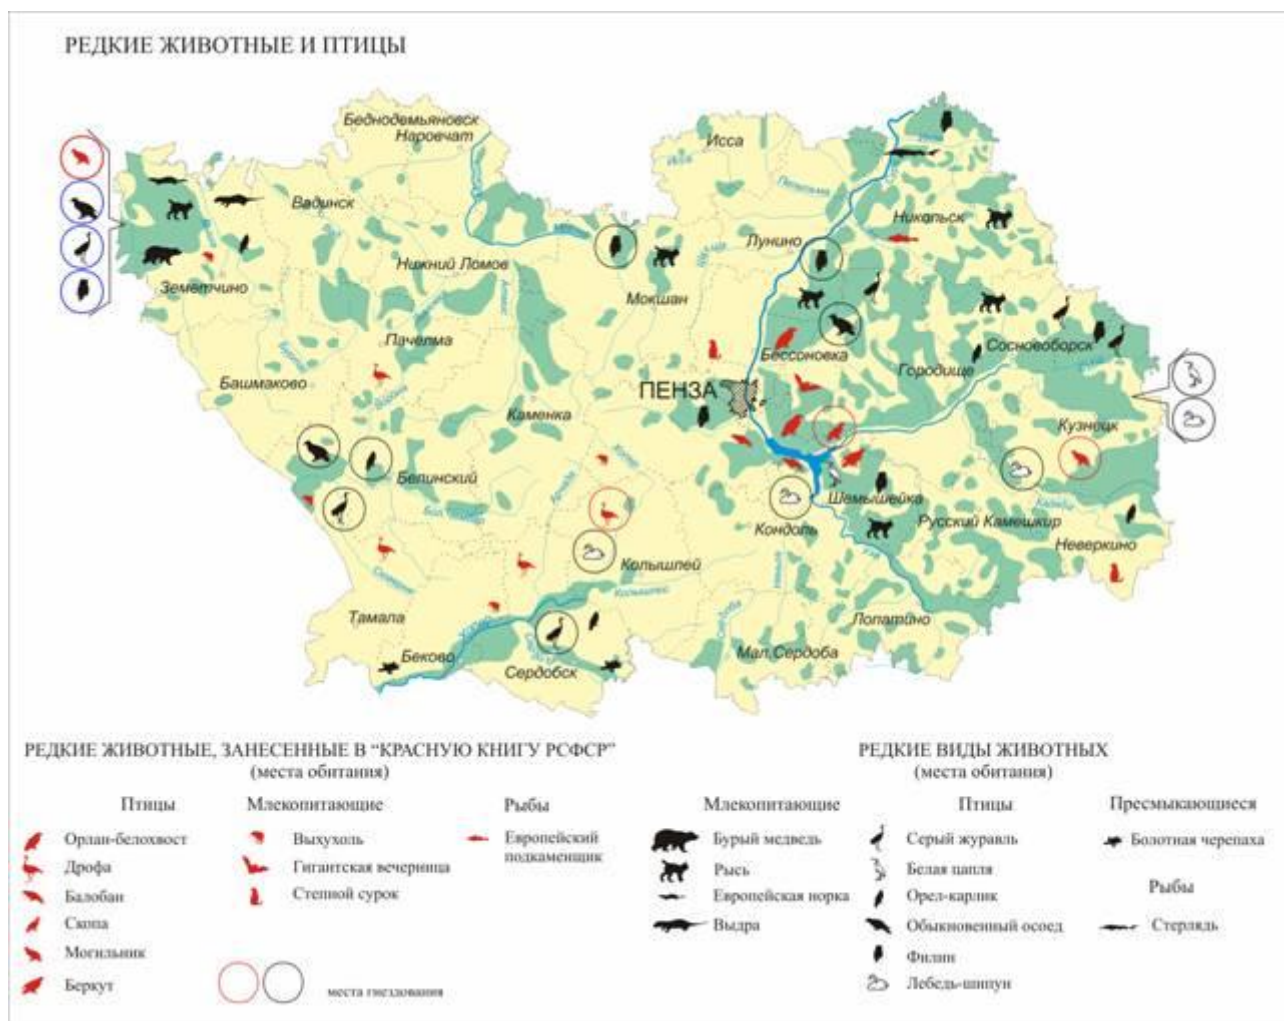 РЕДКИЕ ЖИВОТНЫЕ И ПТИЦЫ
Беднодемьяновск
Наровчат
Исса
Вадинск
Никольск
Лунино
Нижний Ломов
Земетчино
Мокшан
Пачелма
Бессоновка
Сосновоборск
Городище
Башмаково
ПЕНЗА
Каменка
Кузнецк
Белинский
Шемышейка
Кондоль
Русский Камешкир
Неверкино
Колышлей
Тамала
Лопатино
Беково
Сердобск
Мал.Сердоба
РЕДКИЕ ЖИВОТНЫЕ, ЗАНЕСЕННЫЕ В “КРАСНУЮ КНИГУ РСФСР”
(места обитания)
Птицы
Орлан-белохвост
Дрофа
Балобан
Скопа
Могильник
Беркут
Млекопитающие
Выхухоль
Гигантская вечерница
Степной сурок
Рыбы
Европейский
подкаменщик
места гнездования
РЕДКИЕ ВИДЫ ЖИВОТНЫХ
(места обитания)
Млекопитающие
Бурый медведь
Рысь
Европейская норка
Выдра
Птицы
Серый журавль
Белая цапля
Орел-карлик
Обыкновенный осоед
Филин
Лебедь-шипун
Пресмыкающиеся
Болотная черепаха
Рыбы
Стерлядь